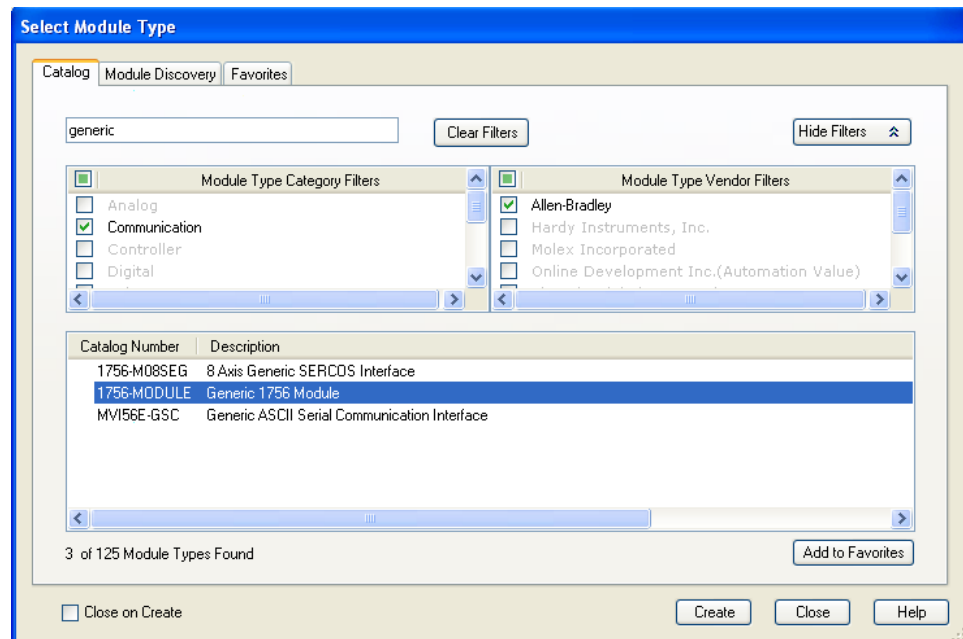 Select Module Type
Catalog Module Discovery Favorites
generic Clear Filters Hide Filters
Module Type Category Filters Module Type Vendor Filters
Analog Allen-Bradley
Communication Hardy Instruments, Inc.
Controller Molex Incorporated
Digital Online Development Inc.(Automation Value)
Catalog Number Description
1756-M08SEG 8 Axis Generic SERCOS Interface
1756-MODULE Generic 1756 Module
MVI56E-GSC Generic ASCII Serial Communication Interface
3 of 125 Module Types Found Add to Favorites
Close on Create Create Close Help